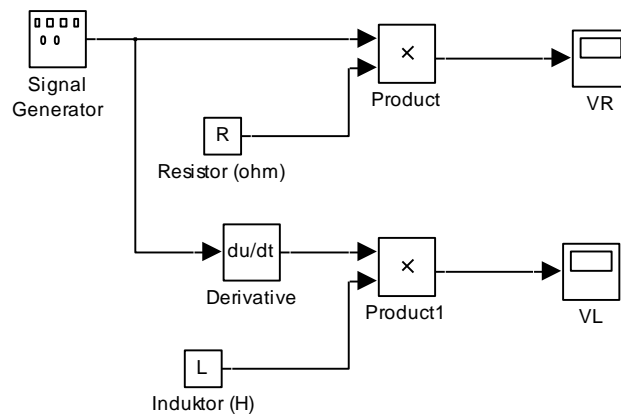 Signal
Generator
×
Product
VR
R
Resistor (ohm)
du/dt
Derivative
×
Product1
VL
L
Induktor (H)